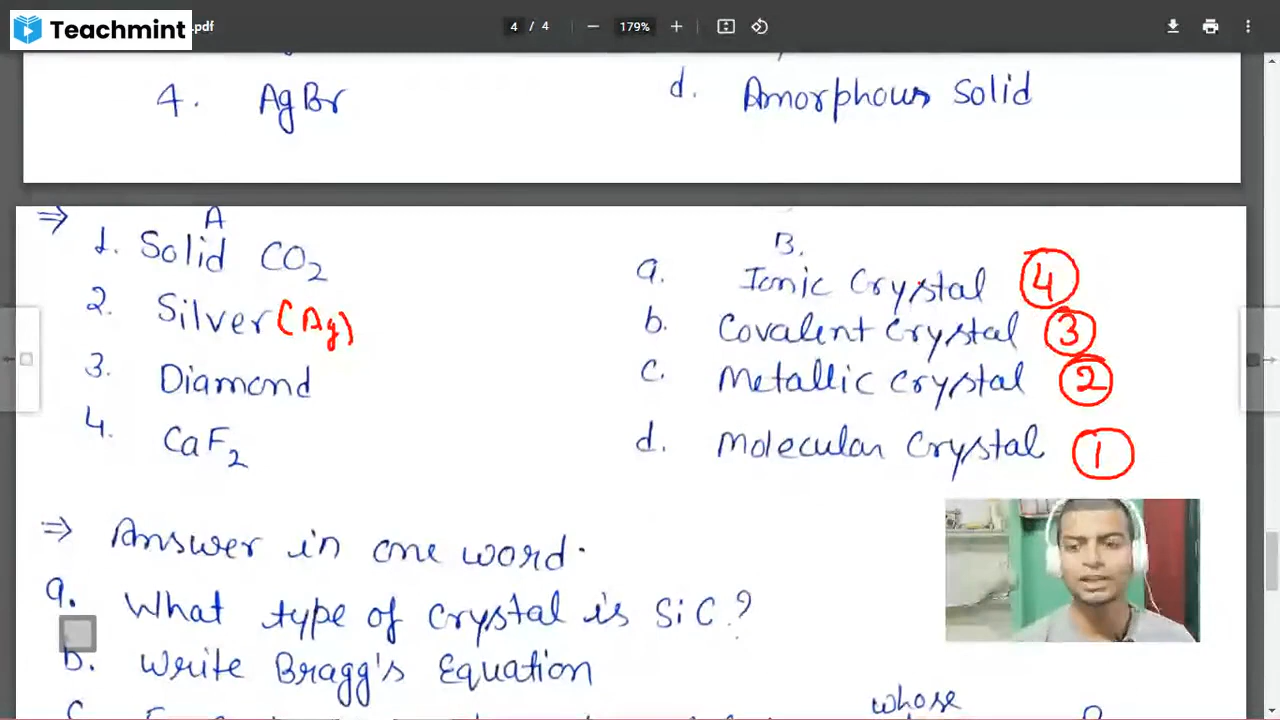 Teachmint
.pdf
4 / 4
179%
4. AgBr
d. Amorphous Solid
⇒ A
1. Solid CO2
2. Silver (Ag)
3. Diamond
4. CaF2
B.
a. Ionic Crystal 4
b. Covalent Crystal 3
c. Metallic Crystal 2
d. Molecular Crystal 1
⇒ Answer in one word.
a. What type of Crystal is SiC?
b. Write Bragg's Equation
c.
whose